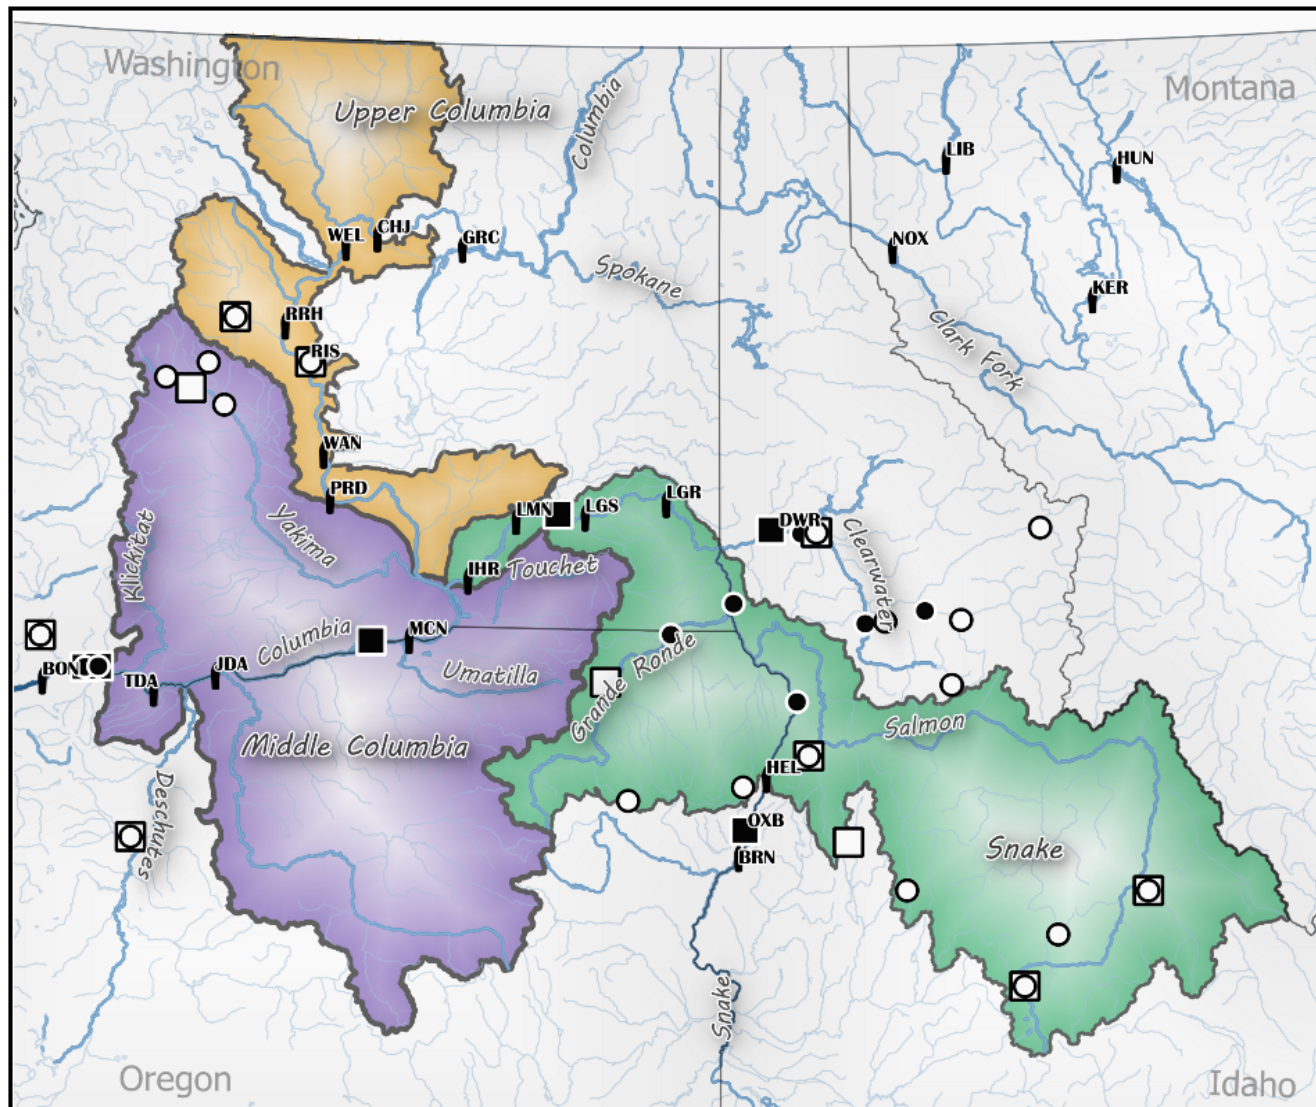 Washington
Montana
Upper Columbia
Columbia
LIB
HUN
WEL
CHJ
GRC
NOX
Spokane
KER
RRH
Clark Fork
RIS
WAN
PRD
LMN
LGS
LGR
DWR
Clearwater
Yakima
Klickitat
IHR
Touchet
Columbia
MCN
BON
TDA
JDA
Umatilla
Grande Ronde
Salmon
Middle Columbia
HEL
Deschutes
OXB
BRN
Snake
Snake
Oregon
Idaho